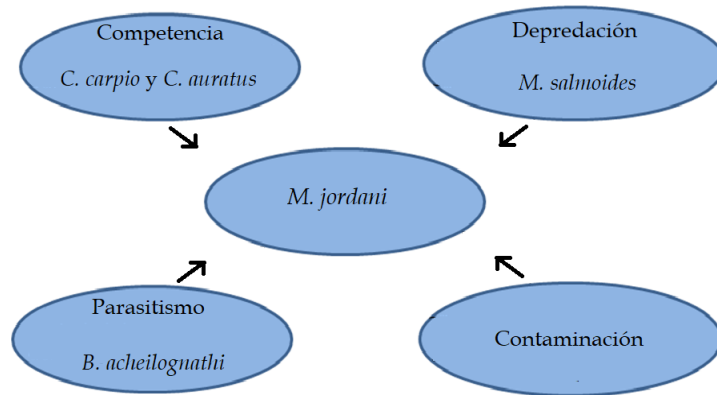 Competencia
C. carpio y C. auratus
Depredación
M. salmoides
M. jordani
Parasitismo
B. acheilognathi
Contaminación